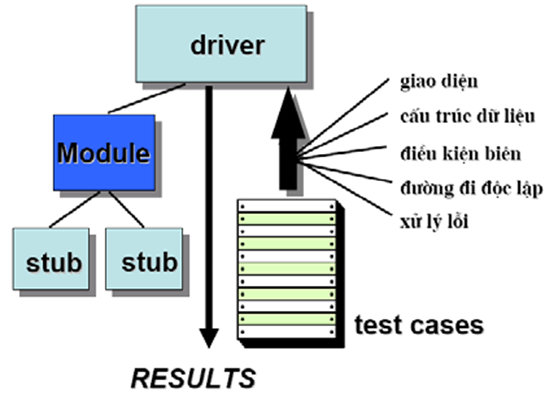 driver
giao diện
cấu trúc dữ liệu
Module
điều kiện biên
đường đi độc lập
xử lý lỗi
stub
stub
test cases
RESULTS